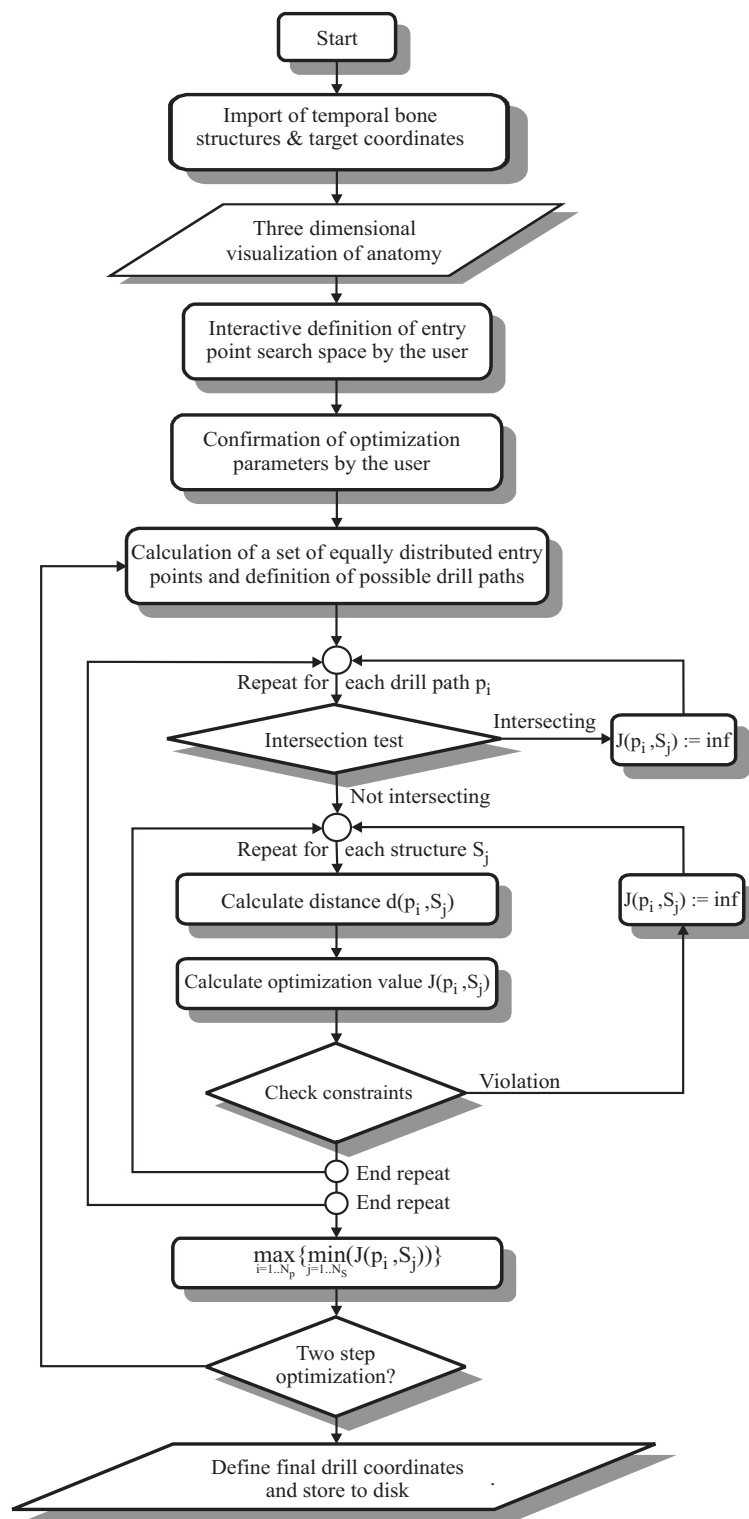 Start
Import of temporal bone
structures & target coordinates
Three dimensional
visualization of anatomy
Interactive definition of entry
point search space by the user
Confirmation of optimization
parameters by the user
Calculation of a set of equally distributed entry
points and definition of possible drill paths
Repeat for each drill path p_i
Intersection test
Intersecting
J(p_i ,S_j) := inf
Not intersecting
Repeat for each structure S_j
Calculate distance d(p_i ,S_j)
J(p_i ,S_j) := inf
Calculate optimization value J(p_i ,S_j)
Check constraints
Violation
End repeat
End repeat
max{min(J(p_i ,S_j))}
i=1..N_p j=1..N_S
Two step
optimization?
Define final drill coordinates
and store to disk .